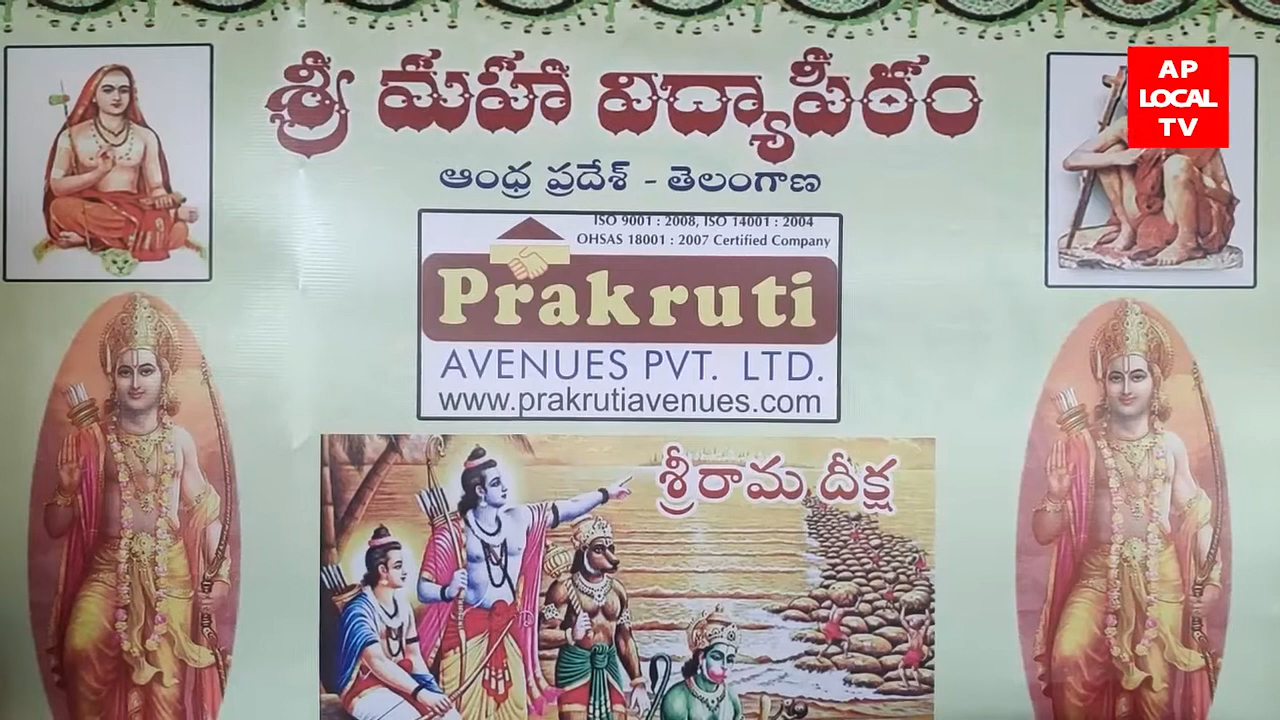 శ్రీ మహా విద్యాపీఠం
ఆంధ్ర ప్రదేశ్ - తెలంగాణ
AP
LOCAL
TV
ISO 9001 : 2008, ISO 14001 : 2004
OHSAS 18001 : 2007 Certified Company
Prakruti
AVENUES PVT. LTD.
www.prakrutiavenues.com
శ్రీరామ దీక్ష